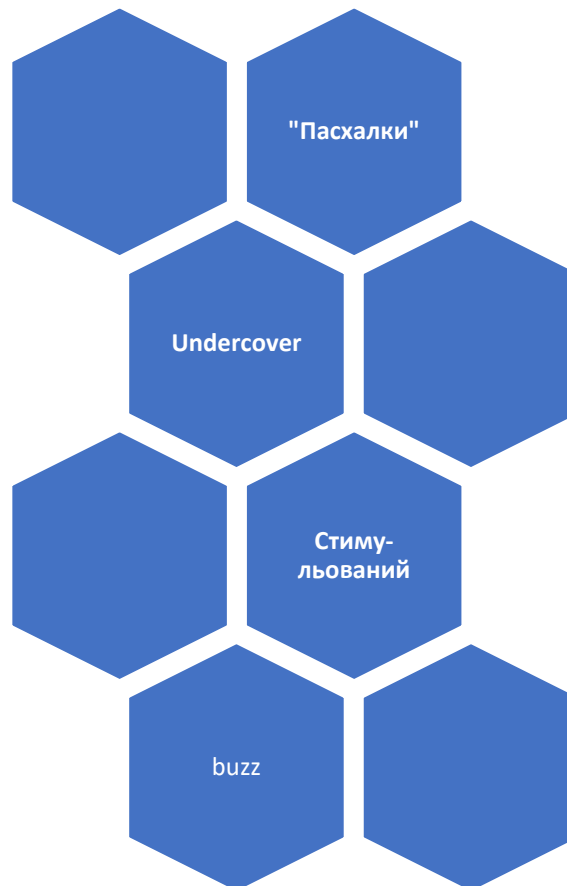 "Пасхалки"
Undercover
Стиму-
льований
buzz